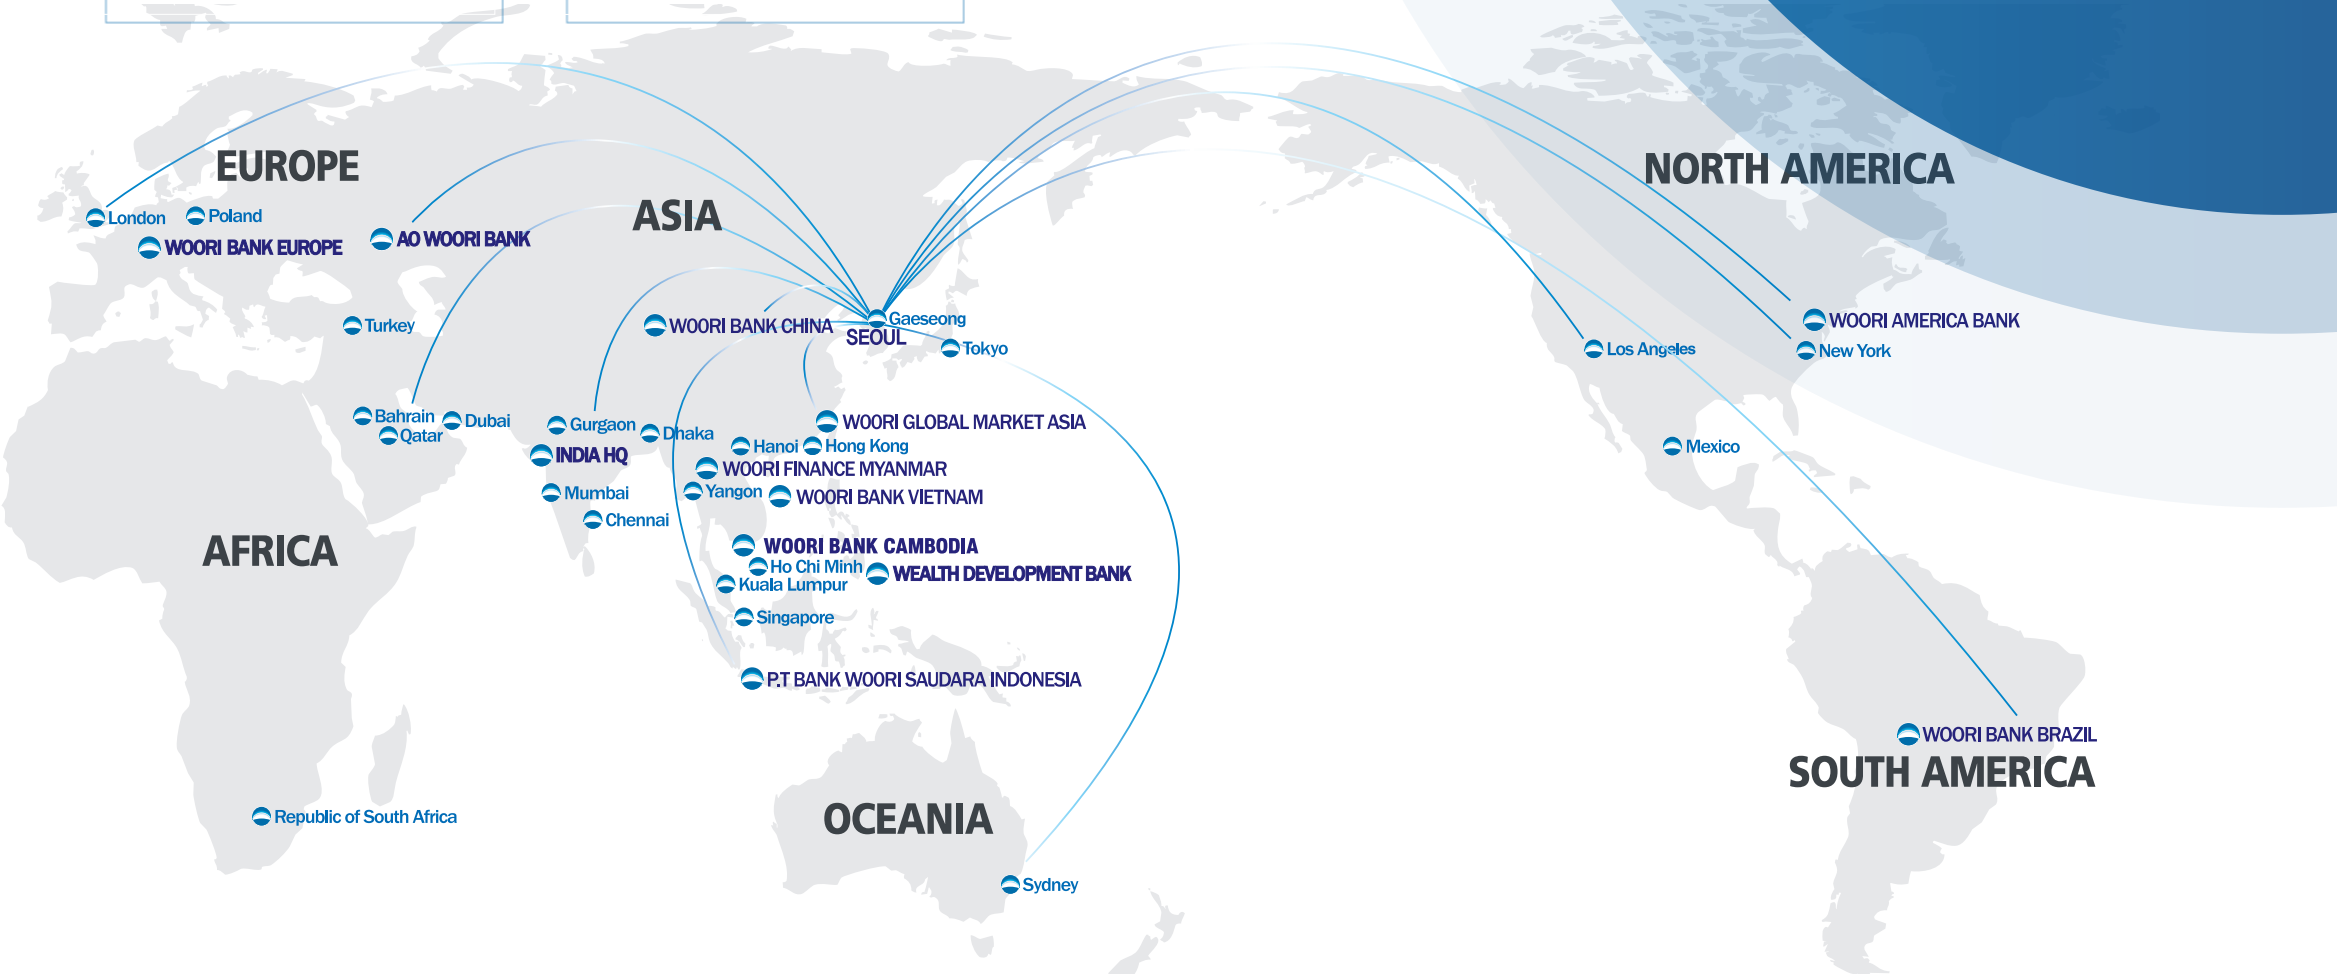 EUROPE
London
Poland
WOORI BANK EUROPE
AO WOORI BANK
Turkey
ASIA
WOORI BANK CHINA
Gaeseong
SEOUL
Tokyo
Bahrain
Qatar
Dubai
Gurgaon
Dhaka
INDIA HQ
Mumbai
Chennai
WOORI GLOBAL MARKET ASIA
Hanoi
Hong Kong
WOORI FINANCE MYANMAR
Yangon
WOORI BANK VIETNAM
WOORI BANK CAMBODIA
Ho Chi Minh
WEALTH DEVELOPMENT BANK
Kuala Lumpur
Singapore
P.T BANK WOORI SAUDARA INDONESIA
AFRICA
Republic of South Africa
OCEANIA
Sydney
NORTH AMERICA
WOORI AMERICA BANK
Los Angeles
New York
Mexico
WOORI BANK BRAZIL
SOUTH AMERICA